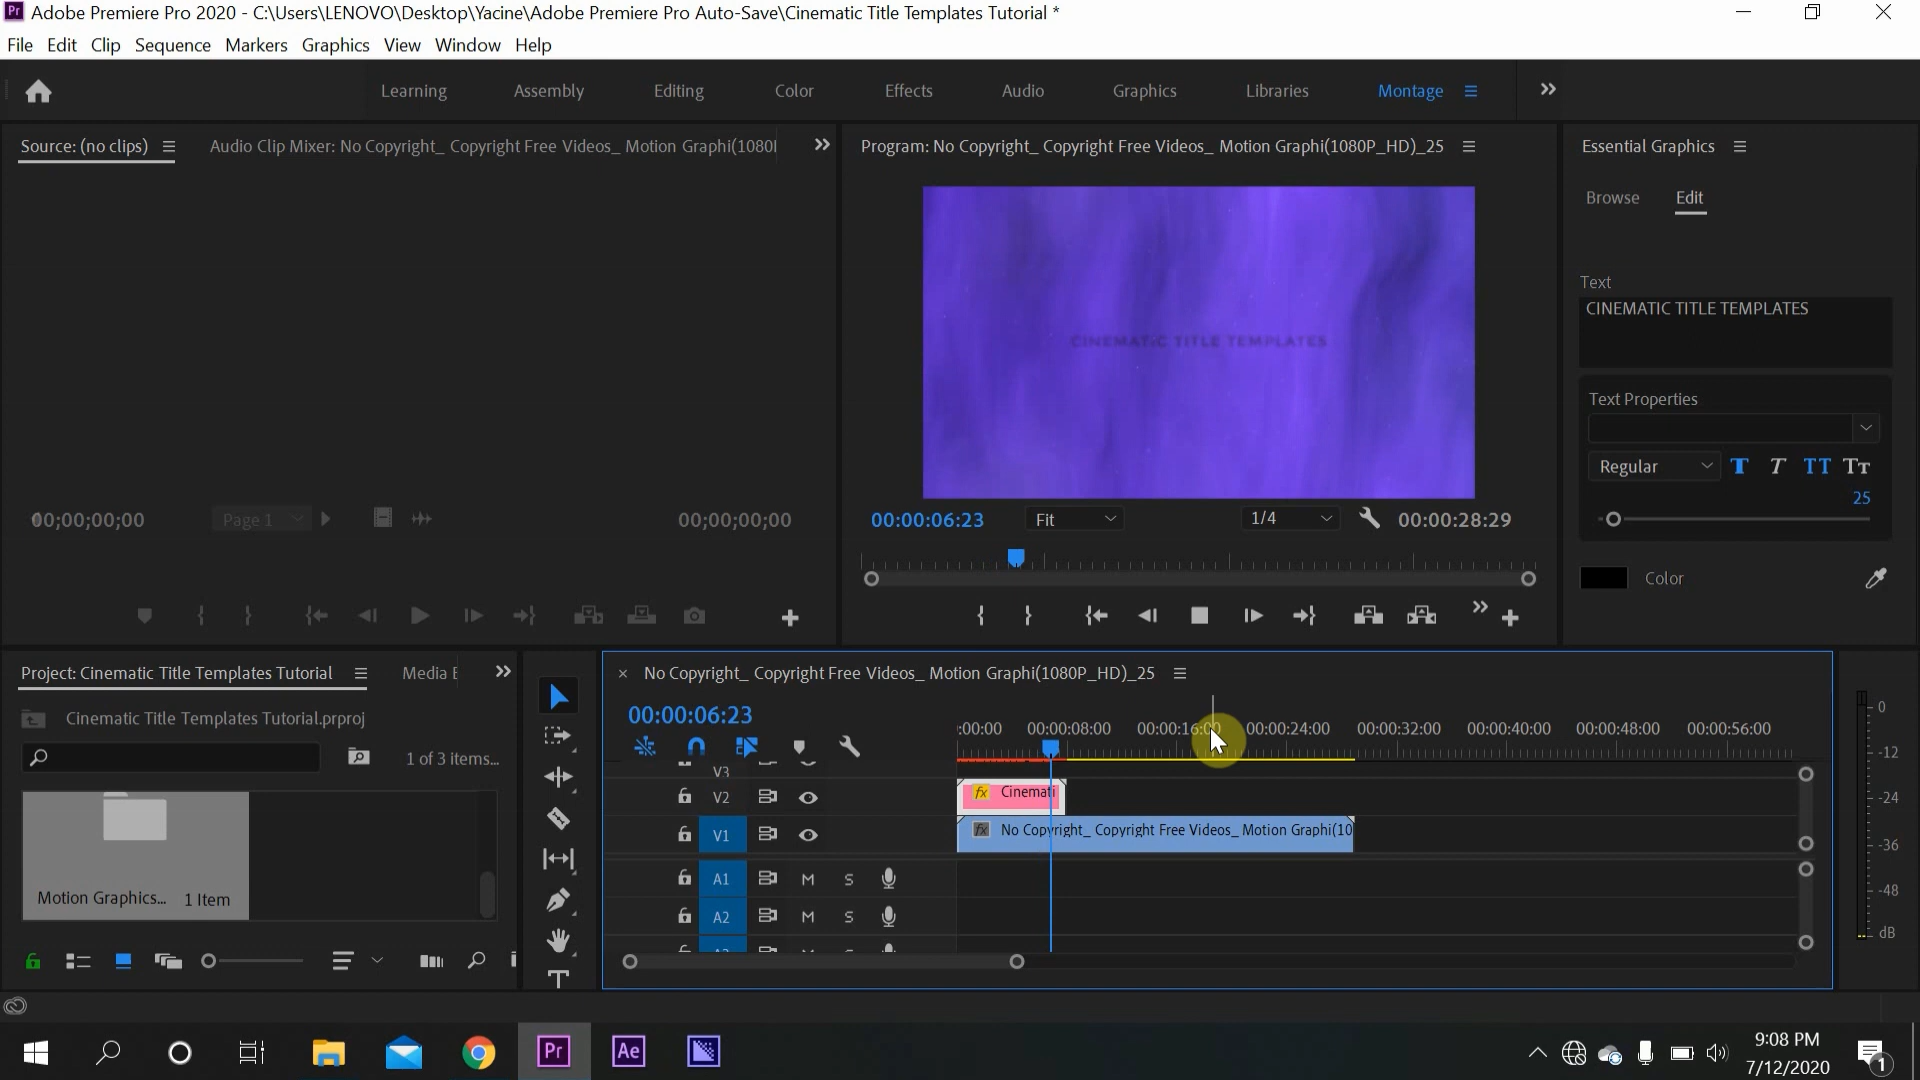 Adobe Premiere Pro 2020 - C:\Users\LENOVO\Desktop\Yacine\Adobe Premiere Pro Auto-Save\Cinematic Title Templates Tutorial *
File Edit Clip Sequence Markers Graphics View Window Help
Learning Assembly Editing Color Effects Audio Graphics Libraries Montage
Source: (no clips) Audio Clip Mixer: No Copyright_ Copyright Free Videos_ Motion Graphi(1080
Program: No Copyright_ Copyright Free Videos_ Motion Graphi(1080P_HD)_25
Essential Graphics
Browse Edit
Text
CINEMATIC TITLE TEMPLATES
CINEMATIC TITLE TEMPLATES
Text Properties
Regular T T TT Tт
25
Color
00;00;00;00 Page 1 00;00;00;00
00:00:06:23 Fit 1/4 00:00:28:29
Project: Cinematic Title Templates Tutorial Media
Cinematic Title Templates Tutorial.prproj
1 of 3 items...
Motion Graphics... 1 Item
× No Copyright_ Copyright Free Videos_ Motion Graphi(1080P_HD)_25
00:00:06:23
:00:00 00:00:08:00 00:00:16:00 00:00:24:00 00:00:32:00 00:00:40:00 00:00:48:00 00:00:56:00
V3
V2 fx Cinemati
V1 fx No Copyright_ Copyright Free Videos_ Motion Graphi(10
A1 M S
A2 M S
0
-12
-24
-36
-48
dB
Pr Ae
9:08 PM
7/12/2020
1